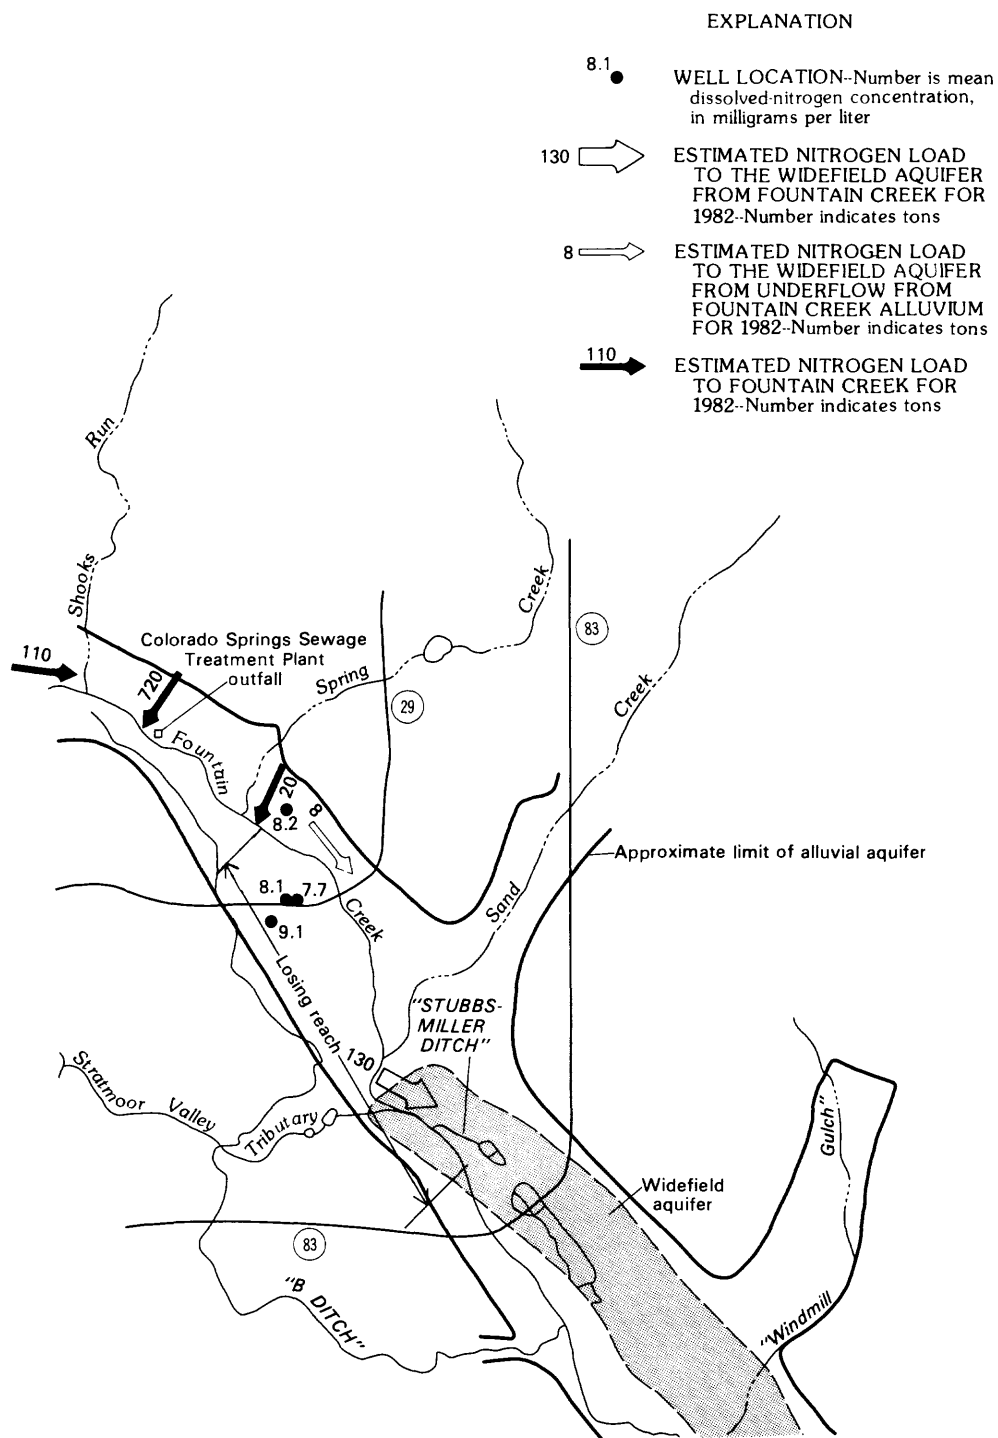 EXPLANATION
8.1
WELL LOCATION--Number is mean
dissolved-nitrogen concentration,
in milligrams per liter
130
ESTIMATED NITROGEN LOAD
TO THE WIDEFIELD AQUIFER
FROM FOUNTAIN CREEK FOR
1982--Number indicates tons
8
ESTIMATED NITROGEN LOAD
TO THE WIDEFIELD AQUIFER
FROM UNDERFLOW FROM
FOUNTAIN CREEK ALLUVIUM
FOR 1982--Number indicates tons
110
ESTIMATED NITROGEN LOAD
TO FOUNTAIN CREEK FOR
1982--Number indicates tons
Shooks Run
Spring Creek
83
Sand Creek
110
720
Colorado Springs Sewage
Treatment Plant
outfall
29
Fountain Creek
20
8
8.2
8.1
7.7
9.1
Approximate limit of alluvial aquifer
Losing reach
130
"STUBBS-
MILLER
DITCH"
Stratmoor Valley Tributary
Widefield
aquifer
83
"B DITCH"
"Windmill Gulch"